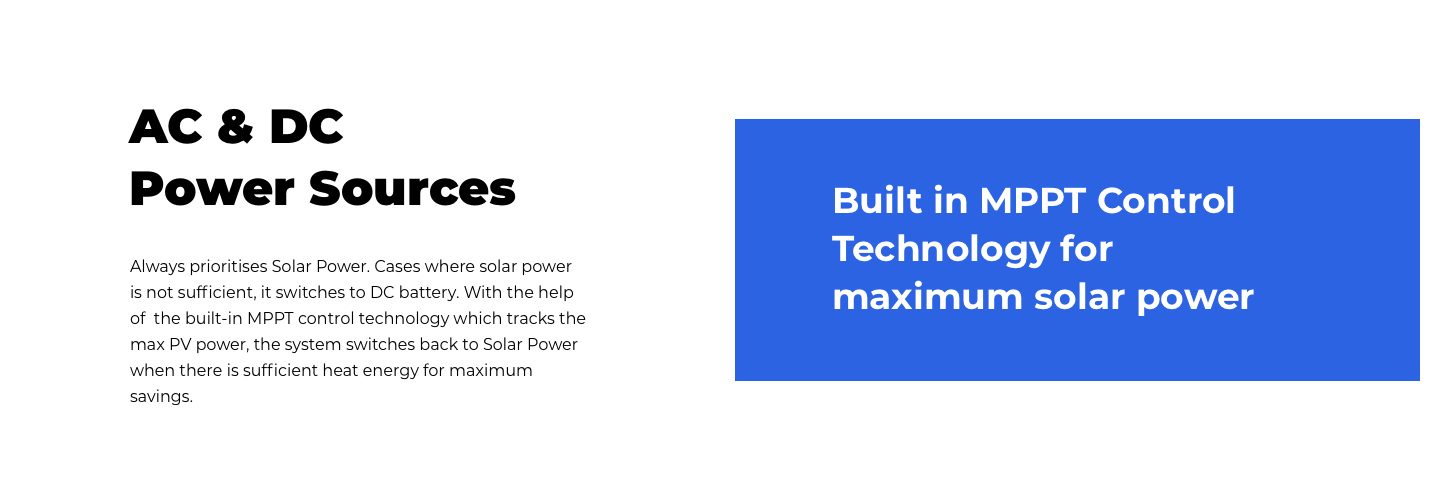 AC & DC
Power Sources
Always prioritises Solar Power. Cases where solar power
is not sufficient, it switches to DC battery. With the help
of  the built-in MPPT control technology which tracks the
max PV power, the system switches back to Solar Power
when there is sufficient heat energy for maximum
savings.
Built in MPPT Control
Technology for
maximum solar power